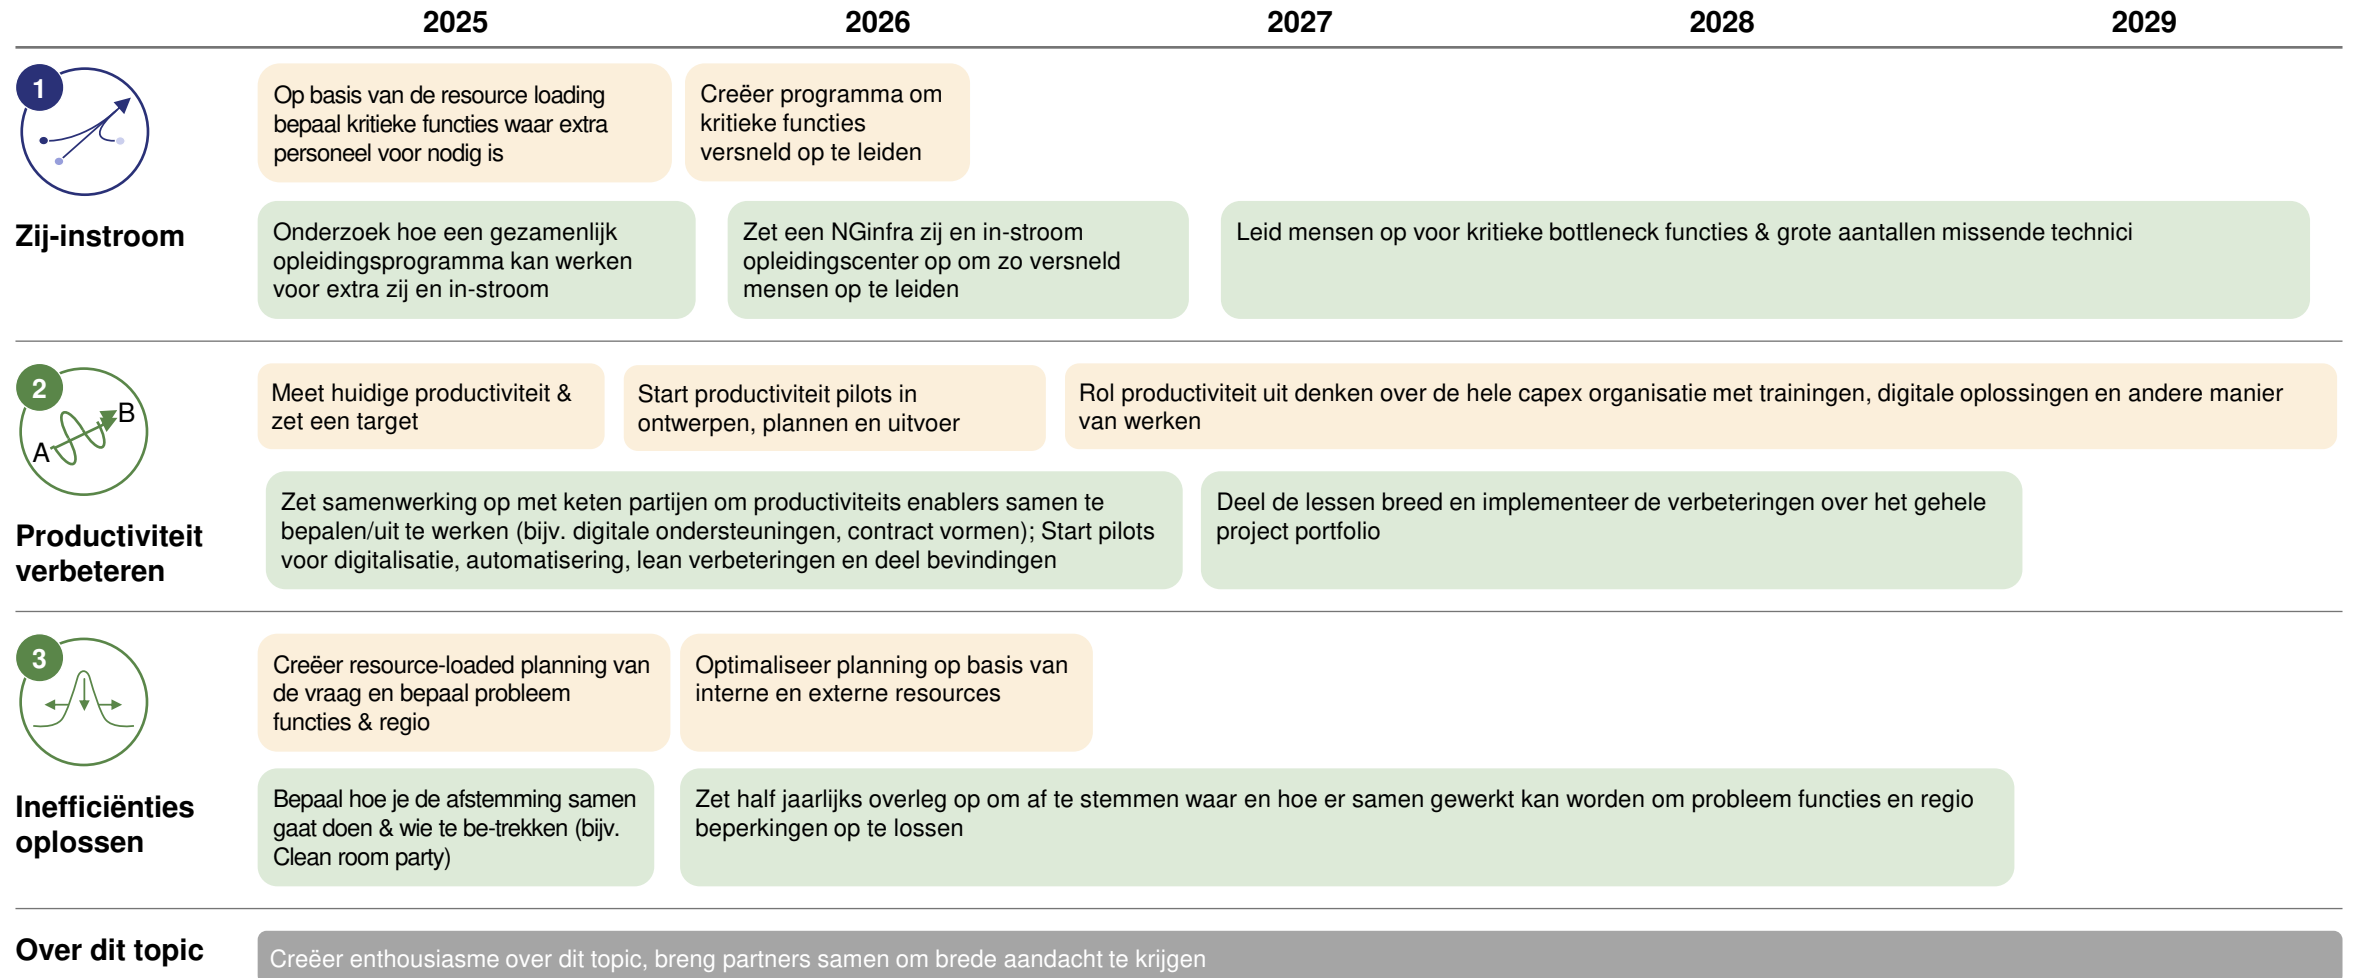 2025 2026 2027 2028 2029
1
Op basis van de resource loading
bepaal kritieke functies waar extra
personeel voor nodig is
Creëer programma om
kritieke functies
versneld op te leiden
Zij-instroom
Onderzoek hoe een gezamenlijk
opleidingsprogramma kan werken
voor extra zij en in-stroom
Zet een NGinfra zij en in-stroom
opleidingscenter op om zo versneld
mensen op te leiden
Leid mensen op voor kritieke bottleneck functies & grote aantallen missende technici
2
A
B
Productiviteit
verbeteren
Meet huidige productiviteit &
zet een target
Start productiviteit pilots in
ontwerpen, plannen en uitvoer
Rol productiviteit uit denken over de hele capex organisatie met trainingen, digitale oplossingen en andere manier
van werken
Zet samenwerking op met keten partijen om productiviteits enablers samen te
bepalen/uit te werken (bijv. digitale ondersteuningen, contract vormen); Start pilots
voor digitalisatie, automatisering, lean verbeteringen en deel bevindingen
Deel de lessen breed en implementeer de verbeteringen over het gehele
project portfolio
3
Inefficiënties
oplossen
Creëer resource-loaded planning van
de vraag en bepaal probleem
functies & regio
Optimaliseer planning op basis van
interne en externe resources
Bepaal hoe je de afstemming samen
gaat doen & wie te be-trekken (bijv.
Clean room party)
Zet half jaarlijks overleg op om af te stemmen waar en hoe er samen gewerkt kan worden om probleem functies en regio
beperkingen op te lossen
Over dit topic
Creëer enthousiasme over dit topic, breng partners samen om brede aandacht te krijgen